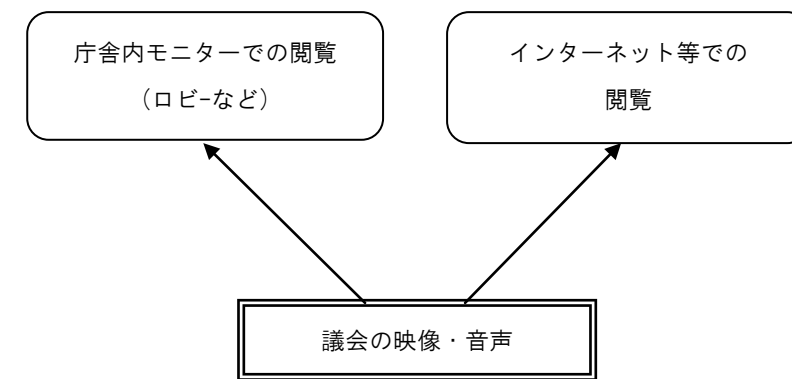 庁舎内モニターでの閲覧
（ロビｰなど）
インターネット等での
閲覧
議会の映像・音声